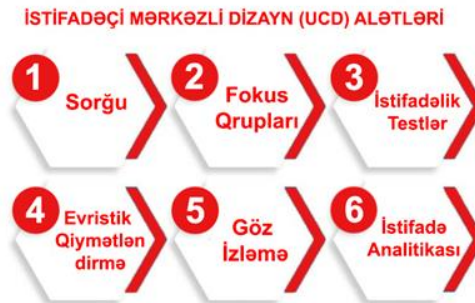 İSTİFADƏÇİ MƏRKƏZLİ DİZAYN (UCD) ALƏTLƏRİ
1
Sorğu
2
Fokus
Qrupları
3
İstifadəlik
Testlər
4
Evristik
Qiymətlən
dirmə
5
Göz
İzləmə
6
İstifadə
Analitikası